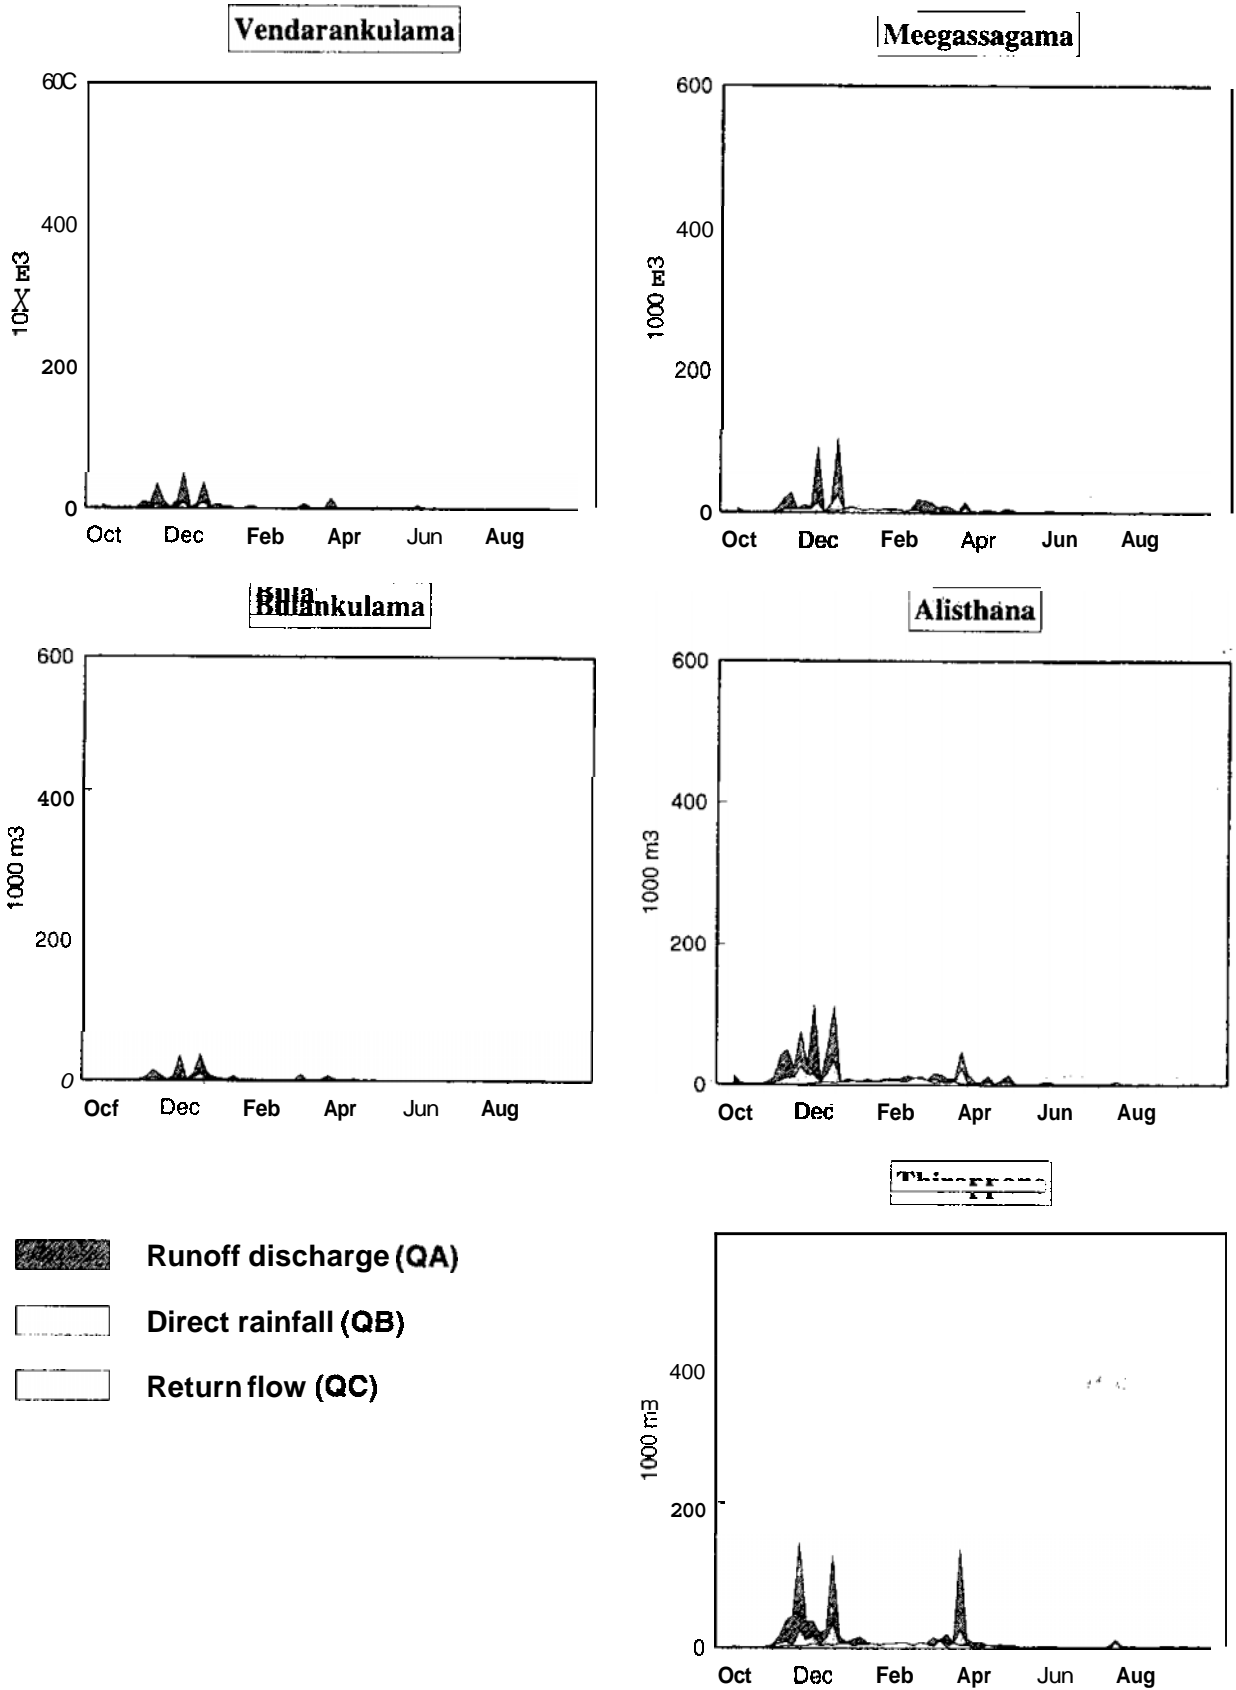 Vendarankulama
60C
400
200
0
Oct Dec Feb Apr Jun Aug
Meegassagama
600
400
200
0
1000 m3
Oct Dec Feb Apr Jun Aug
Bulankulama
600
400
200
0
1000 m3
Ocf Dec Feb Apr Jun Aug
Alisthana
600
400
200
0
1000 m3
Oct Dec Feb Apr Jun Aug
Runoff discharge (QA)
Direct rainfall (QB)
Return flow (QC)
400
200
0
1000 m3
Oct Dec Feb Apr Jun Aug